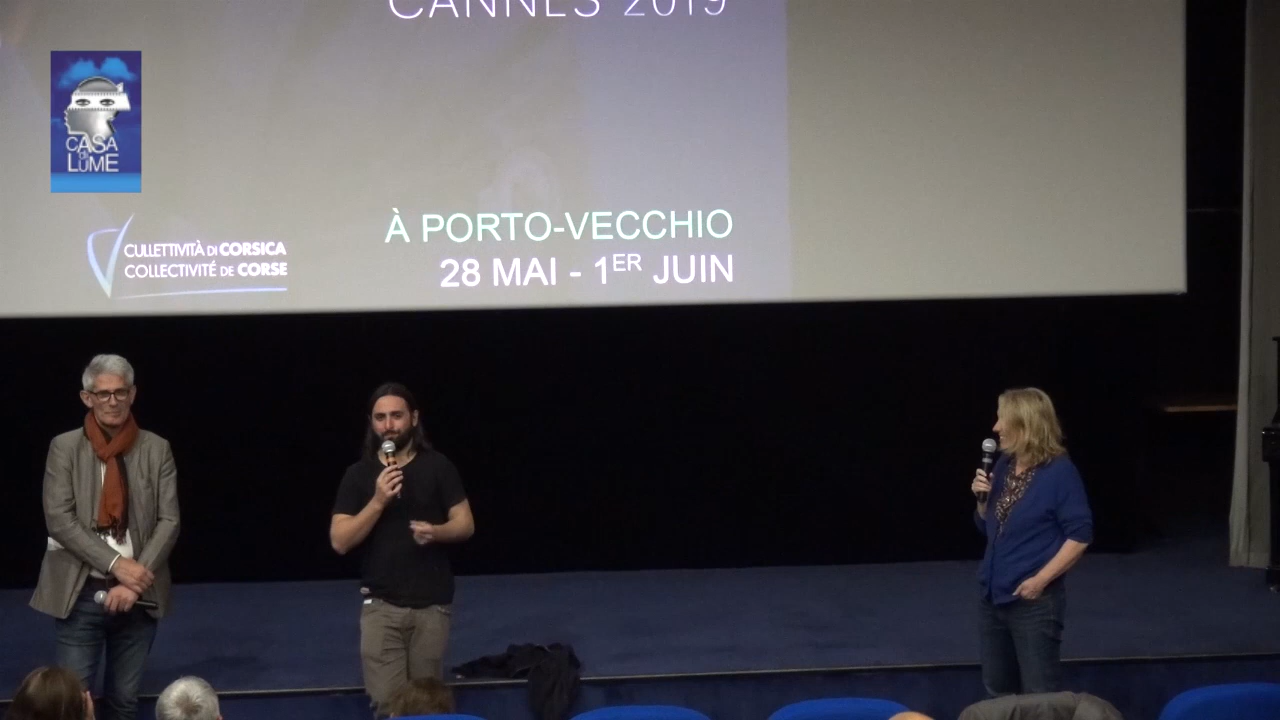 CANNES 2019
CASA
DI
LUME
À PORTO-VECCHIO
28 MAI - 1ER JUIN
CULLETTIVITÀ DI CORSICA
COLLECTIVITÉ DE CORSE